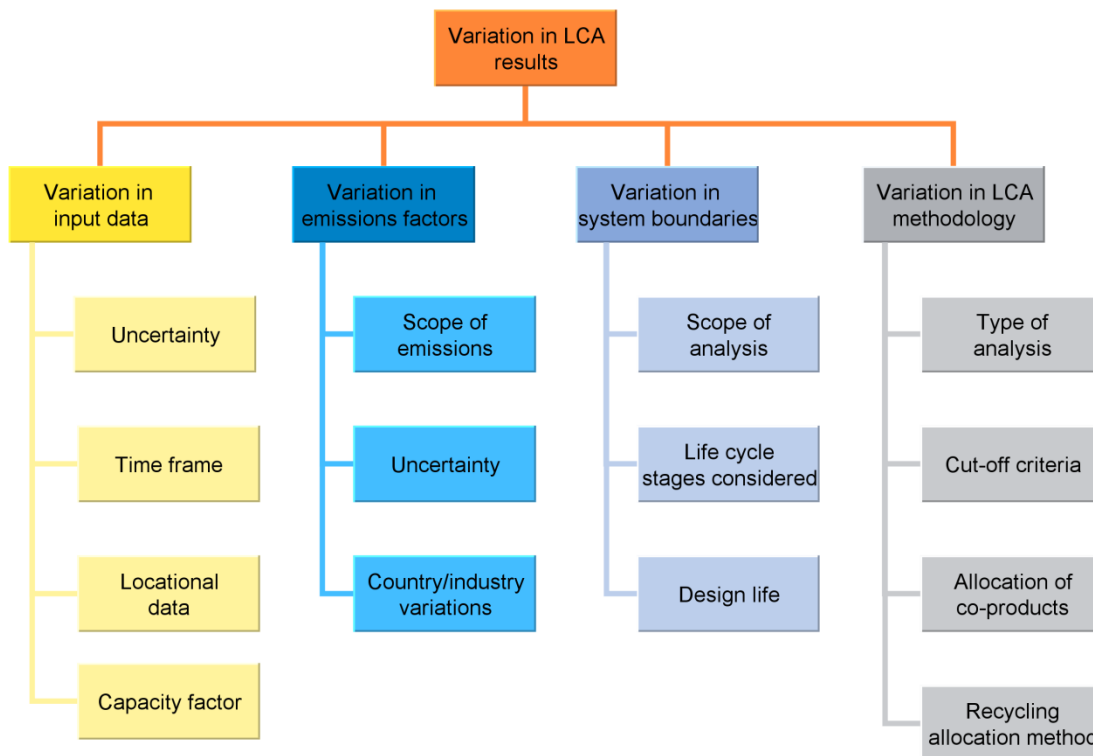 Variation in LCA
results
Variation in
input data
Uncertainty
Time frame
Locational
data
Capacity factor
Variation in
emissions factors
Scope of
emissions
Uncertainty
Country/industry
variations
Variation in
system boundaries
Scope of
analysis
Life cycle
stages considered
Design life
Variation in LCA
methodology
Type of
analysis
Cut-off criteria
Allocation of
co-products
Recycling
allocation method